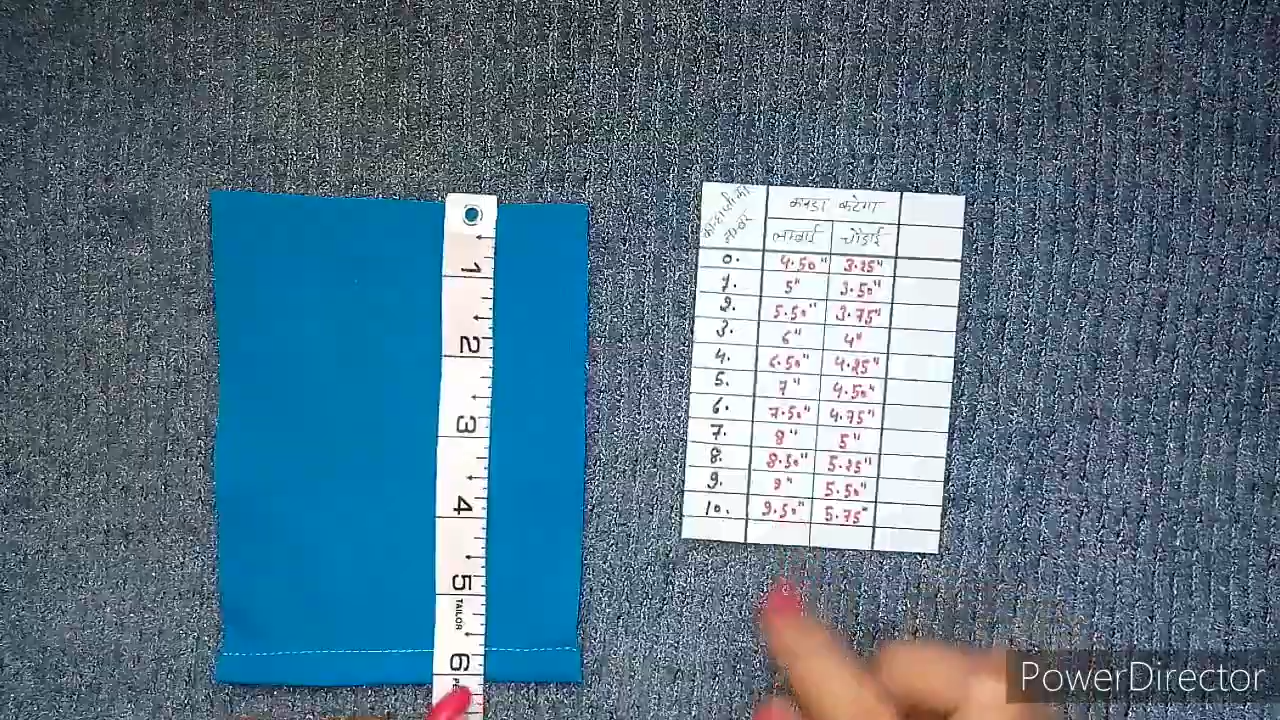 1
2
3
4
5
TAILOR
6
कान्हा जी का
नम्बर
कपडा कटेगा
लम्बाई चौडाई
0. 4.50" 3.25"
1. 5" 3.50"
2. 5.50" 3.75"
3. 6" 4"
4. 6.50" 4.25"
5. 7" 4.50"
6. 7.50" 4.75"
7. 8" 5"
8. 8.50" 5.25"
9. 9" 5.50"
10. 9.50" 5.75"
PowerDirector